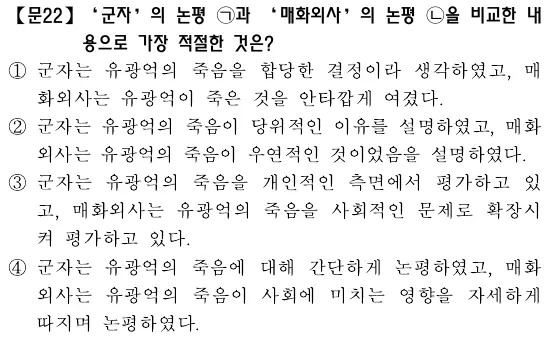 【문22】 ‘군자’의 논평 ㉠과 ‘매화외사’의 논평 ㉡을 비교한 내
용으로 가장 적절한 것은?
① 군자는 유광억의 죽음을 합당한 결정이라 생각하였고, 매
화외사는 유광억이 죽은 것을 안타깝게 여겼다.
② 군자는 유광억의 죽음이 당위적인 이유를 설명하였고, 매화
외사는 유광억의 죽음이 우연적인 것이었음을 설명하였다.
③ 군자는 유광억의 죽음을 개인적인 측면에서 평가하고 있
고, 매화외사는 유광억의 죽음을 사회적인 문제로 확장시
켜 평가하고 있다.
④ 군자는 유광억의 죽음에 대해 간단하게 논평하였고, 매화
외사는 유광억의 죽음이 사회에 미치는 영향을 자세하게
따지며 논평하였다.